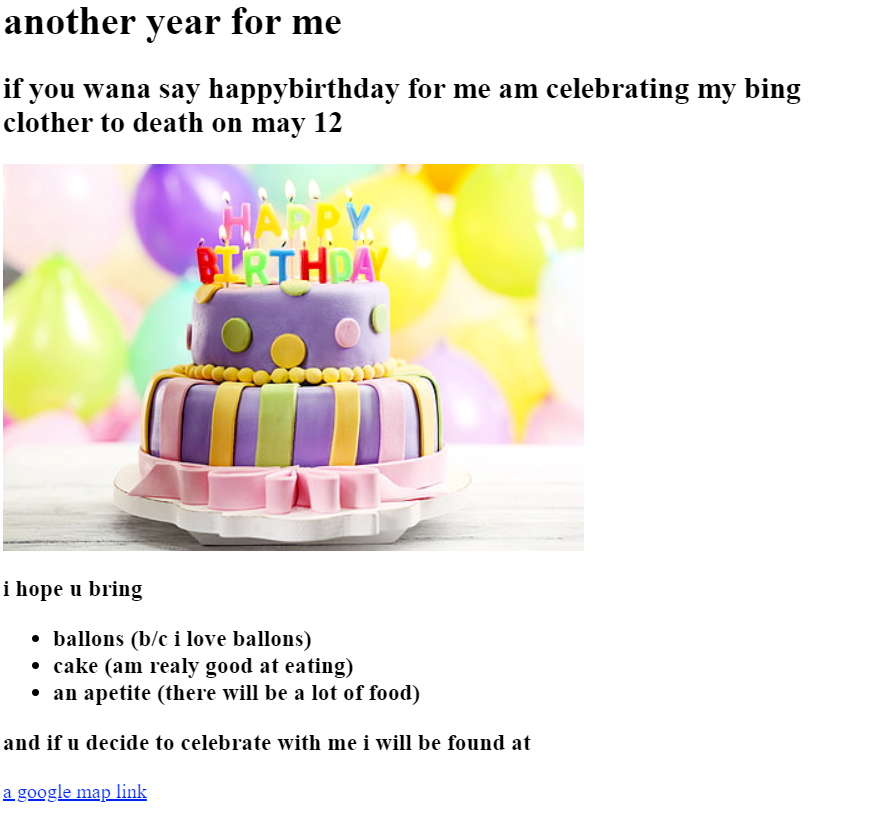 another year for me
if you wana say happybirthday for me am celebrating my bing
clother to death on may 12
HAPPY
BIRTHDAY
i hope u bring
ballons (b/c i love ballons)
cake (am realy good at eating)
an apetite (there will be a lot of food)
and if u decide to celebrate with me i will be found at
a google map link